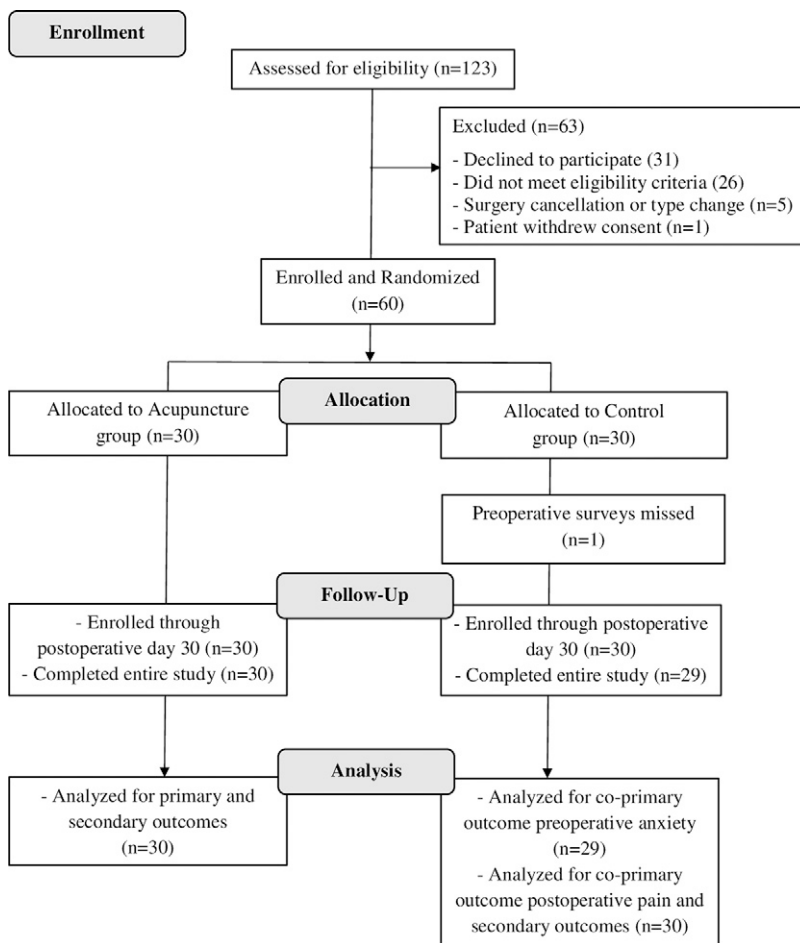 Enrollment
Assessed for eligibility (n=123)
Excluded (n=63)
- Declined to participate (31)
- Did not meet eligibility criteria (26)
- Surgery cancellation or type change (n=5)
- Patient withdrew consent (n=1)
Enrolled and Randomized
(n=60)
Allocation
Allocated to Acupuncture
group (n=30)
Allocated to Control
group (n=30)
Preoperative surveys missed
(n=1)
Follow-Up
- Enrolled through
postoperative day 30 (n=30)
- Completed entire study (n=30)
- Enrolled through postoperative
day 30 (n=30)
- Completed entire study (n=29)
Analysis
- Analyzed for primary and
secondary outcomes
(n=30)
- Analyzed for co-primary
outcome preoperative anxiety
(n=29)
- Analyzed for co-primary
outcome postoperative pain and
secondary outcomes (n=30)